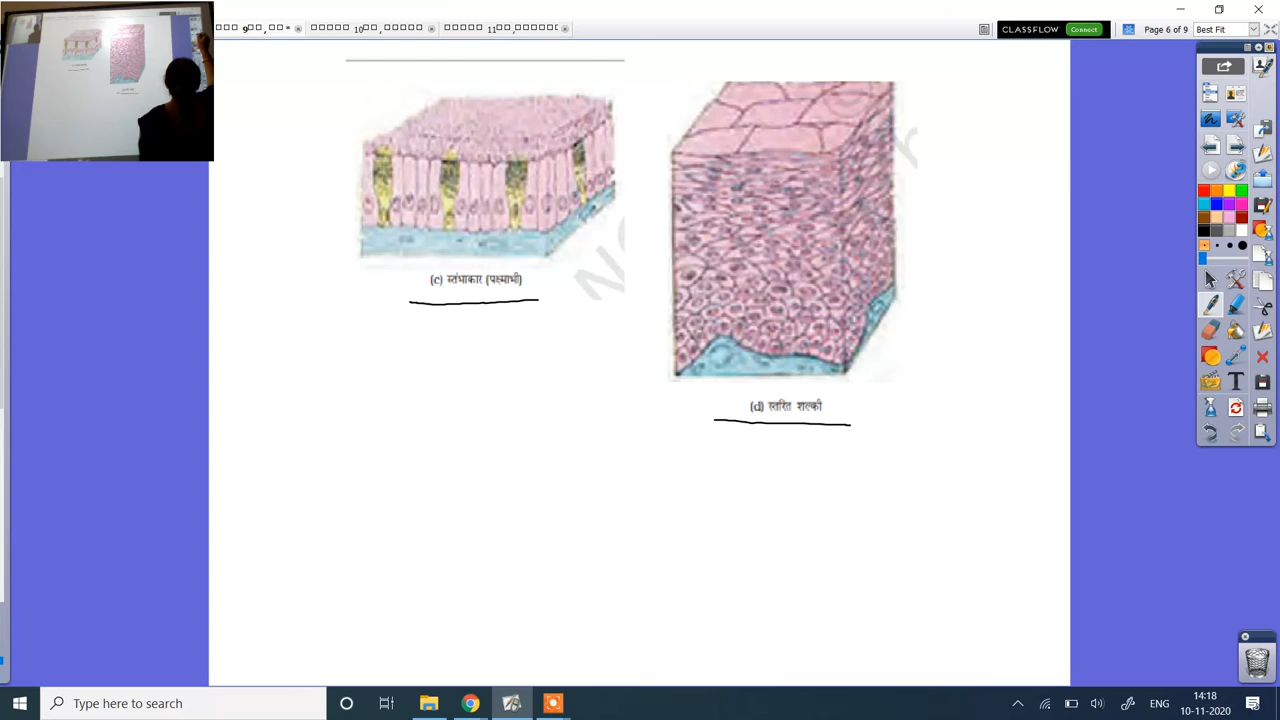 CLASSFLOW Connect
Page 6 of 9
Best Fit
(c) स्तंभाकार (पक्ष्माभी)
(d) स्तरित शल्की
Type here to search
ENG
14:18
10-11-2020